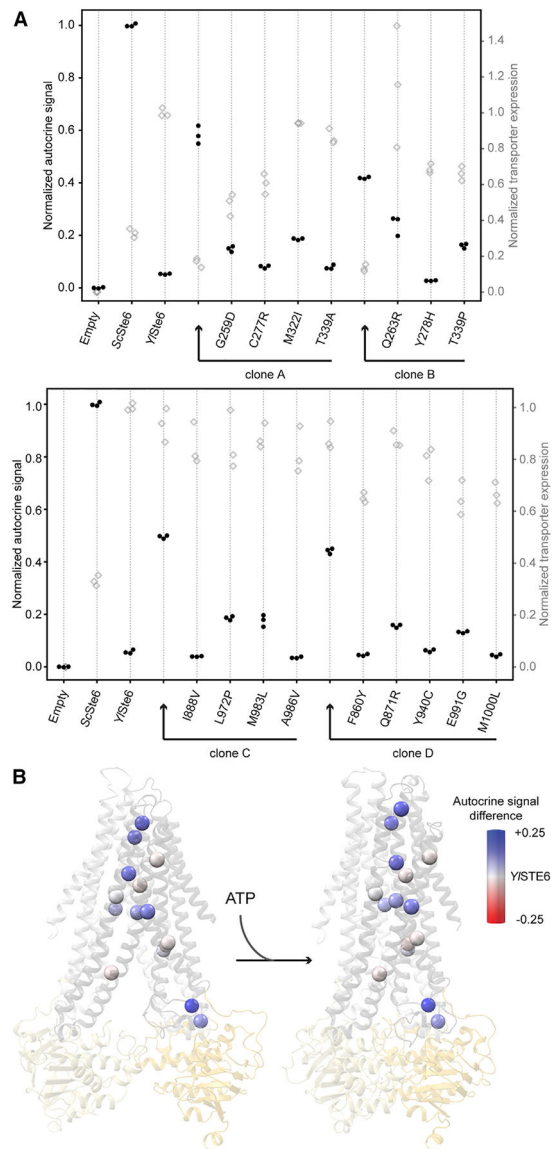 A
Normalized autocrine signal
1.0
0.8
0.6
0.4
0.2
0.0
1.4
1.2
1.0
0.8
0.6
0.4
0.2
0.0
Normalized transporter expression
Empty
ScSte6
YlSte6
G259D
C277R
M322I
T339A
Q263R
Y278H
T339P
clone A
clone B
Normalized autocrine signal
1.0
0.8
0.6
0.4
0.2
0.0
1.0
0.8
0.6
0.4
0.2
0.0
Normalized transporter expression
Empty
ScSte6
YlSte6
I888V
L972P
M983L
A986V
F860Y
Q871R
Y940C
E991G
M1000L
clone C
clone D
B
ATP
Autocrine signal
difference
+0.25
YlSTE6
-0.25